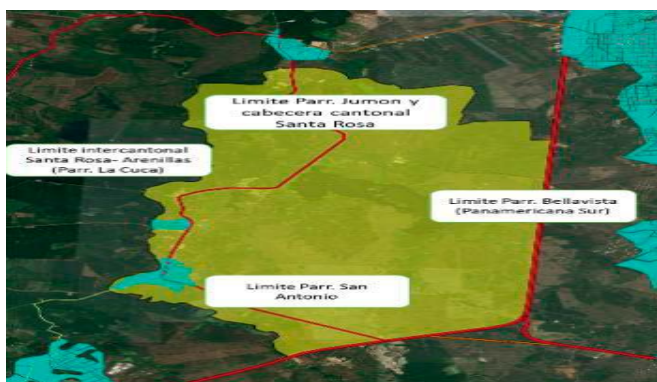 Limite Parr. Jumon y
cabecera cantonal
Santa Rosa
Limite intercantonal
Santa Rosa- Arenillas
(Parr. La Cuca)
Limite Parr. Bellavista
(Panamericana Sur)
Limite Parr. San
Antonio